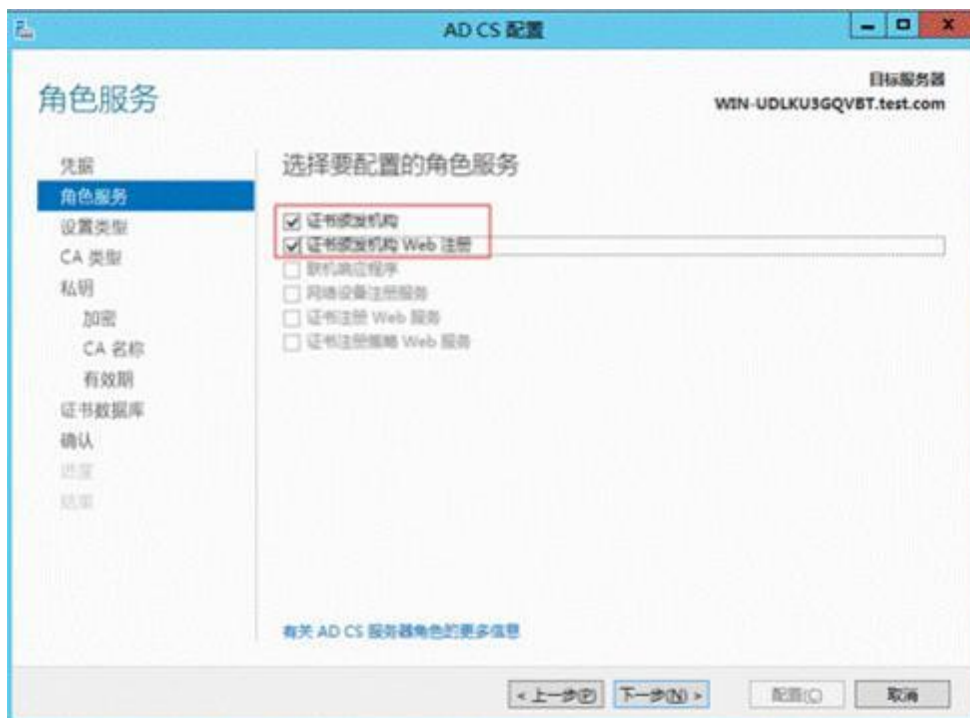 AD CS 配置
角色服务
目标服务器
WIN-UDLKU3GQVBT.test.com
凭据
角色服务
设置类型
CA 类型
私钥
加密
CA 名称
有效期
证书数据库
确认
进度
结果
选择要配置的角色服务
证书颁发机构
证书颁发机构 Web 注册
联机响应程序
网络设备注册服务
证书注册 Web 服务
证书注册策略 Web 服务
有关 AD CS 服务器角色的更多信息
< 上一步(P)
下一步(N) >
配置(C)
取消